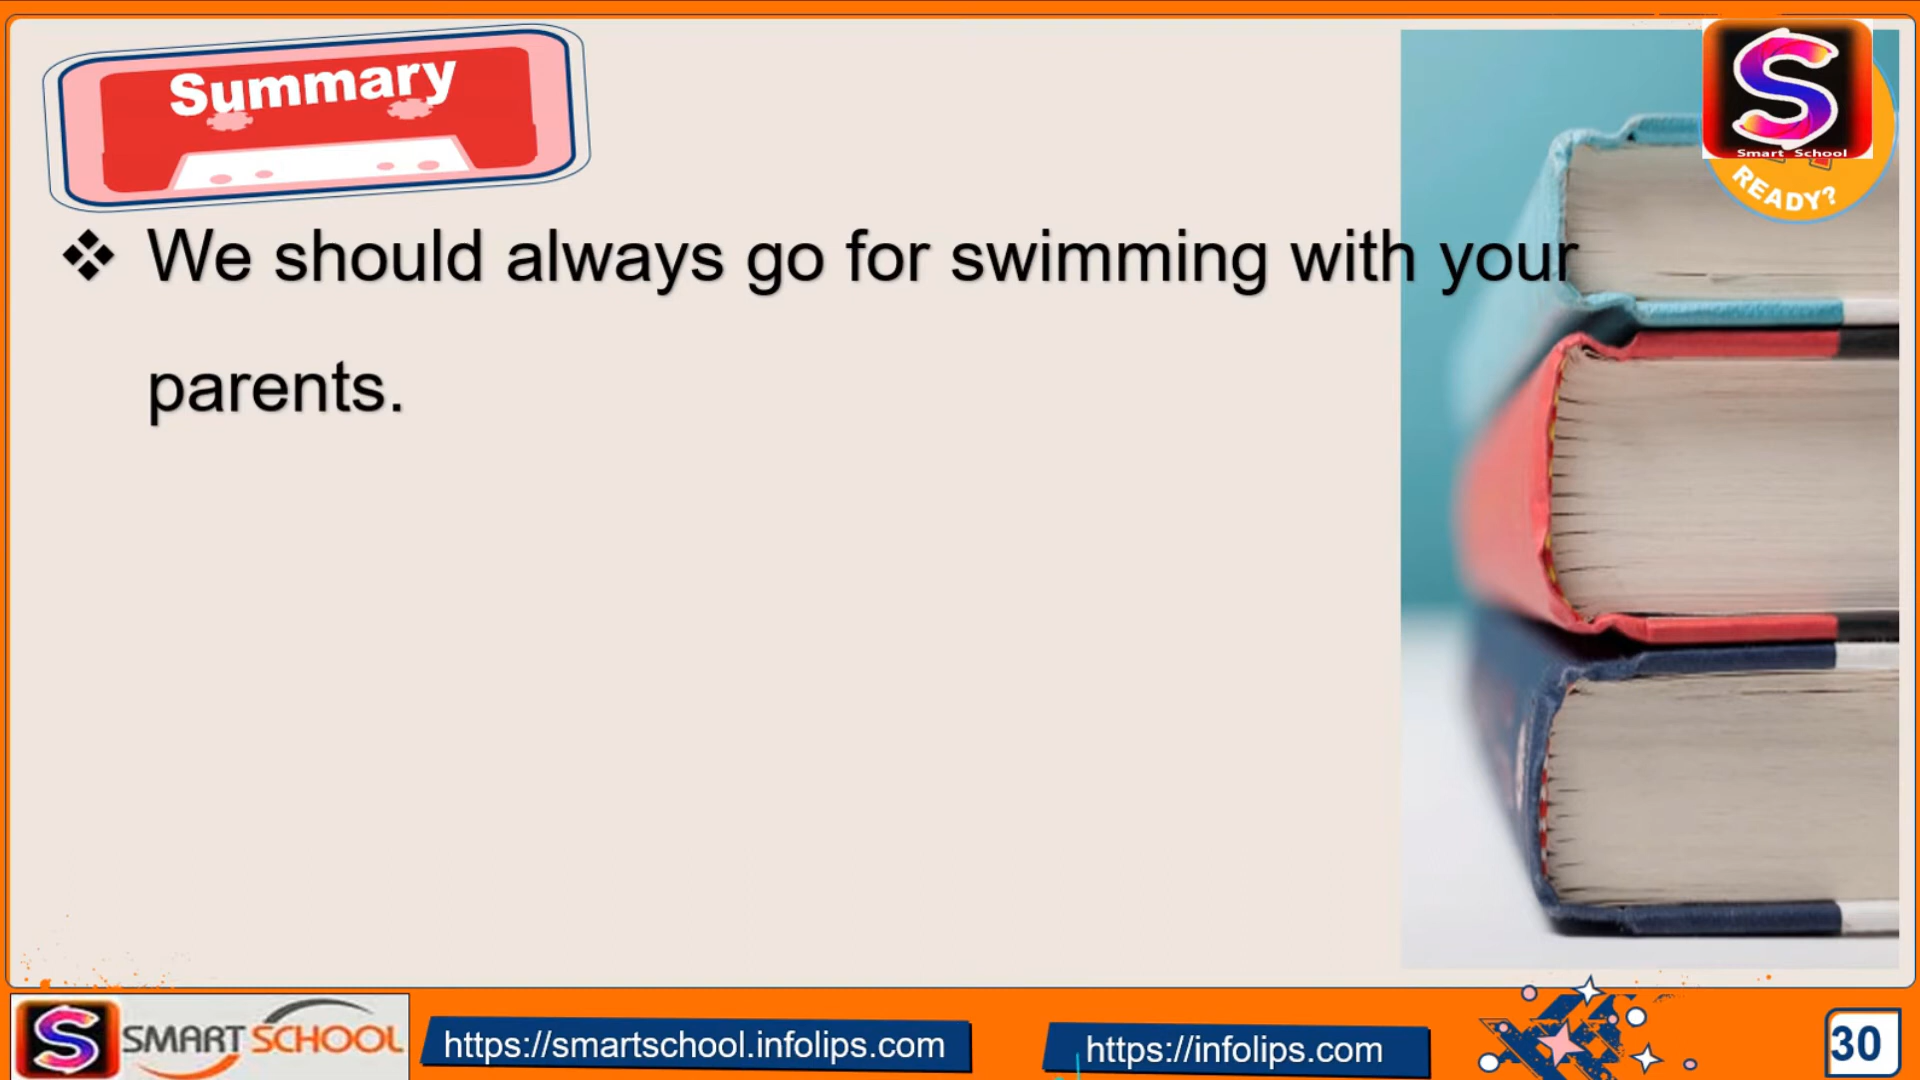 Summary
S
Smart School
READY?
❖ We should always go for swimming with your
parents.
S SMART SCHOOL
https://smartschool.infolips.com
https://infolips.com
30